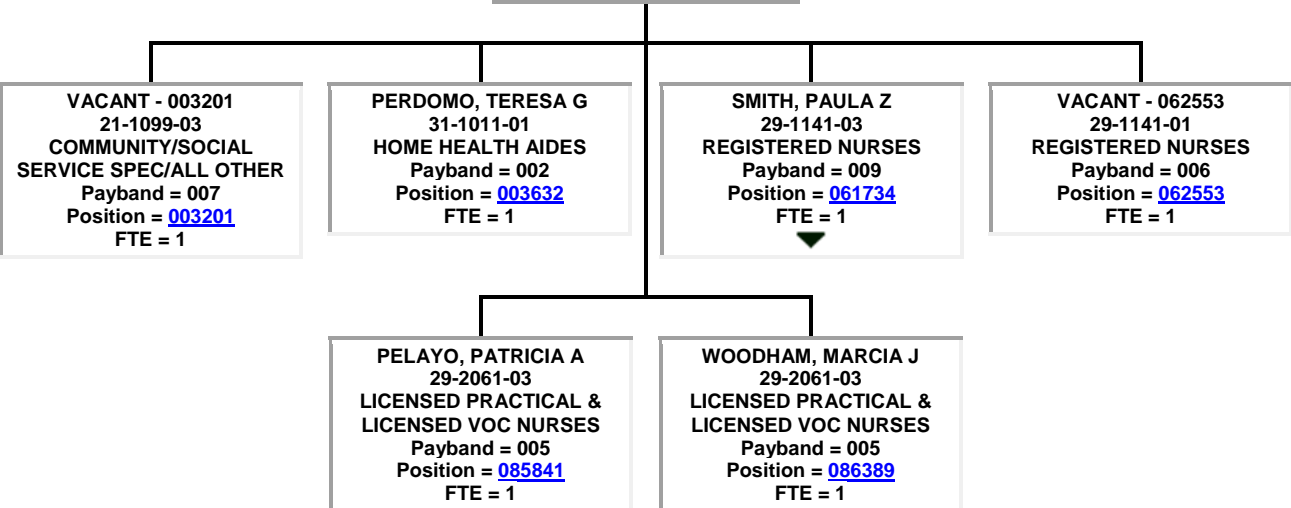 VACANT - 003201
21-1099-03
COMMUNITY/SOCIAL
SERVICE SPEC/ALL OTHER
Payband = 007
Position = 003201
FTE = 1
PERDOMO, TERESA G
31-1011-01
HOME HEALTH AIDES
Payband = 002
Position = 003632
FTE = 1
SMITH, PAULA Z
29-1141-03
REGISTERED NURSES
Payband = 009
Position = 061734
FTE = 1
VACANT - 062553
29-1141-01
REGISTERED NURSES
Payband = 006
Position = 062553
FTE = 1
PELAYO, PATRICIA A
29-2061-03
LICENSED PRACTICAL &
LICENSED VOC NURSES
Payband = 005
Position = 085841
FTE = 1
WOODHAM, MARCIA J
29-2061-03
LICENSED PRACTICAL &
LICENSED VOC NURSES
Payband = 005
Position = 086389
FTE = 1